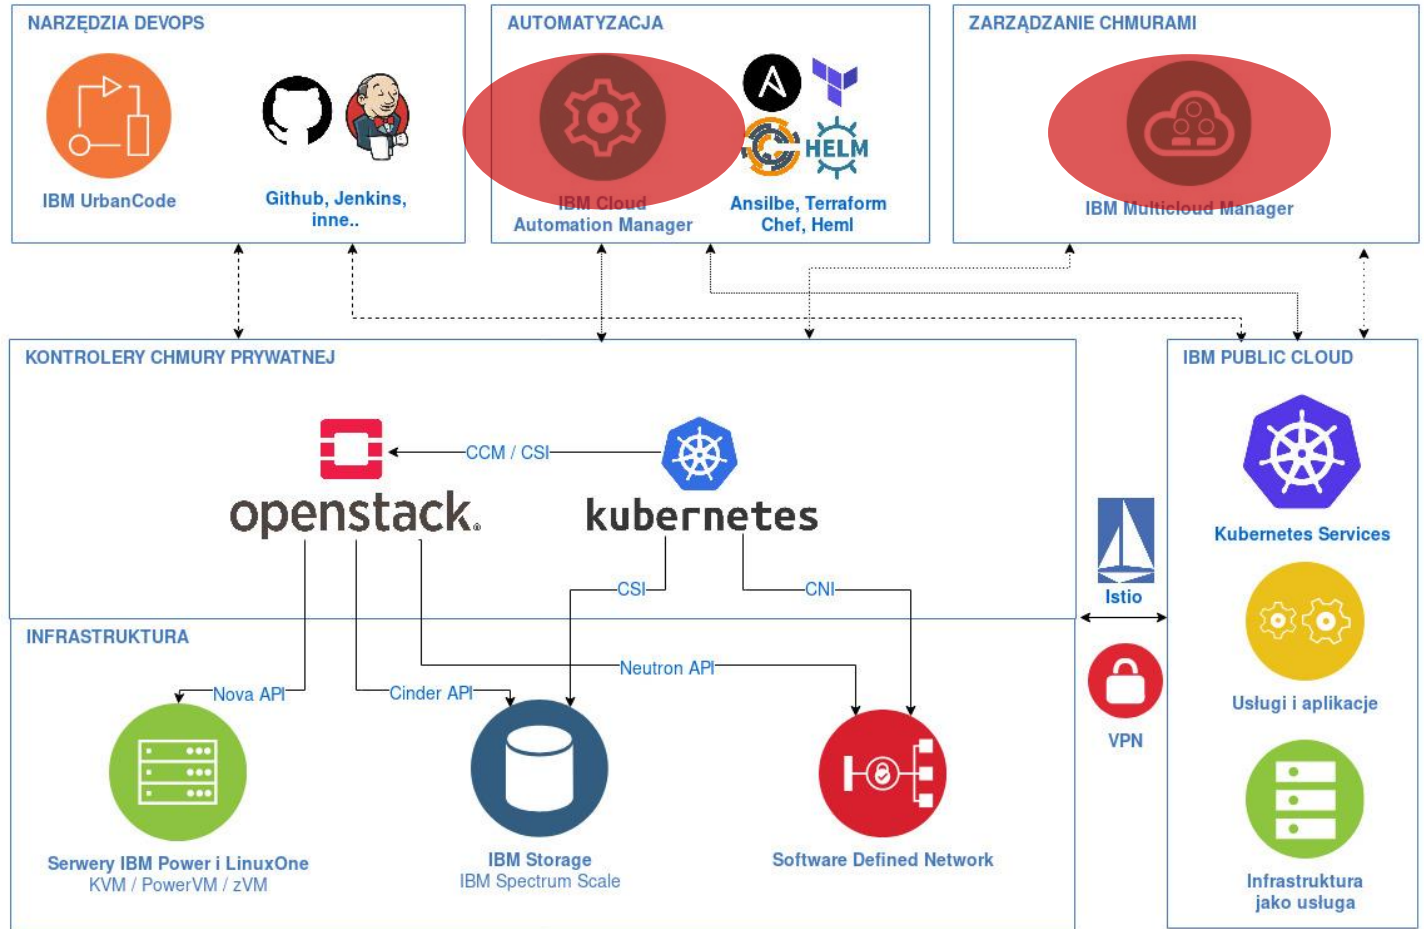 NARZĘDZIA DEVOPS
IBM UrbanCode
Github, Jenkins,
inne..
AUTOMATYZACJA
IBM Cloud
Automation Manager
A
HELM
Ansilbe, Terraform
Chef, Heml
ZARZĄDZANIE CHMURAMI
IBM Multicloud Manager
KONTROLERY CHMURY PRYWATNEJ
openstack.
CCM / CSI
kubernetes
CSI
CNI
INFRASTRUKTURA
Nova API
Cinder API
Neutron API
Serwery IBM Power i LinuxOne
KVM / PowerVM / zVM
IBM Storage
IBM Spectrum Scale
Software Defined Network
Istio
VPN
IBM PUBLIC CLOUD
Kubernetes Services
Usługi i aplikacje
Infrastruktura
jako usługa